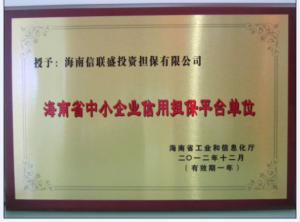 授予：海南信联盛投资担保有限公司
海南省中小企业信用担保平台单位
海南省工业和信息化厅
二〇一二年十二月
（有效期一年）